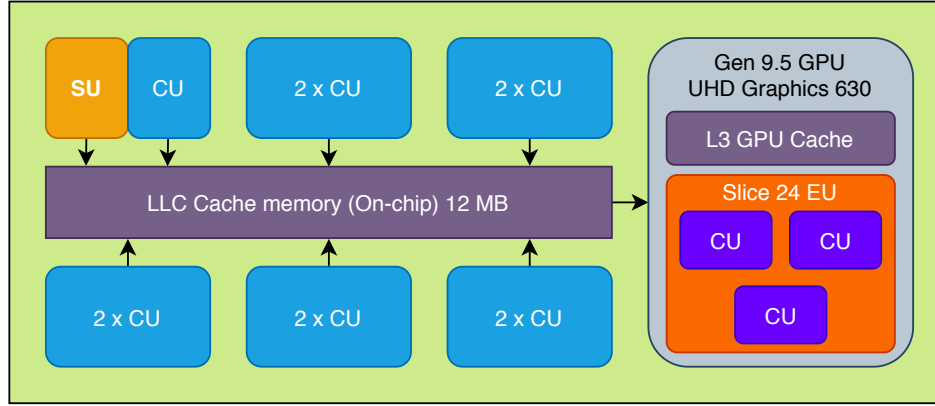 SU
CU
2 x CU
2 x CU
Gen 9.5 GPU
UHD Graphics 630
L3 GPU Cache
LLC Cache memory (On-chip) 12 MB
Slice 24 EU
CU
CU
CU
2 x CU
2 x CU
2 x CU